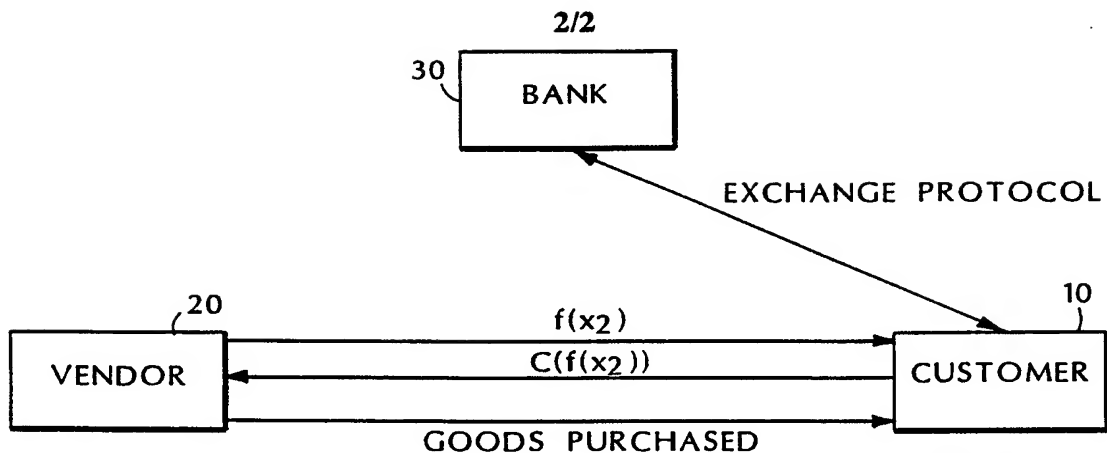 2/2
30
BANK
EXCHANGE PROTOCOL
20
10
f(x2)
VENDOR
C(f(x2))
CUSTOMER
GOODS PURCHASED